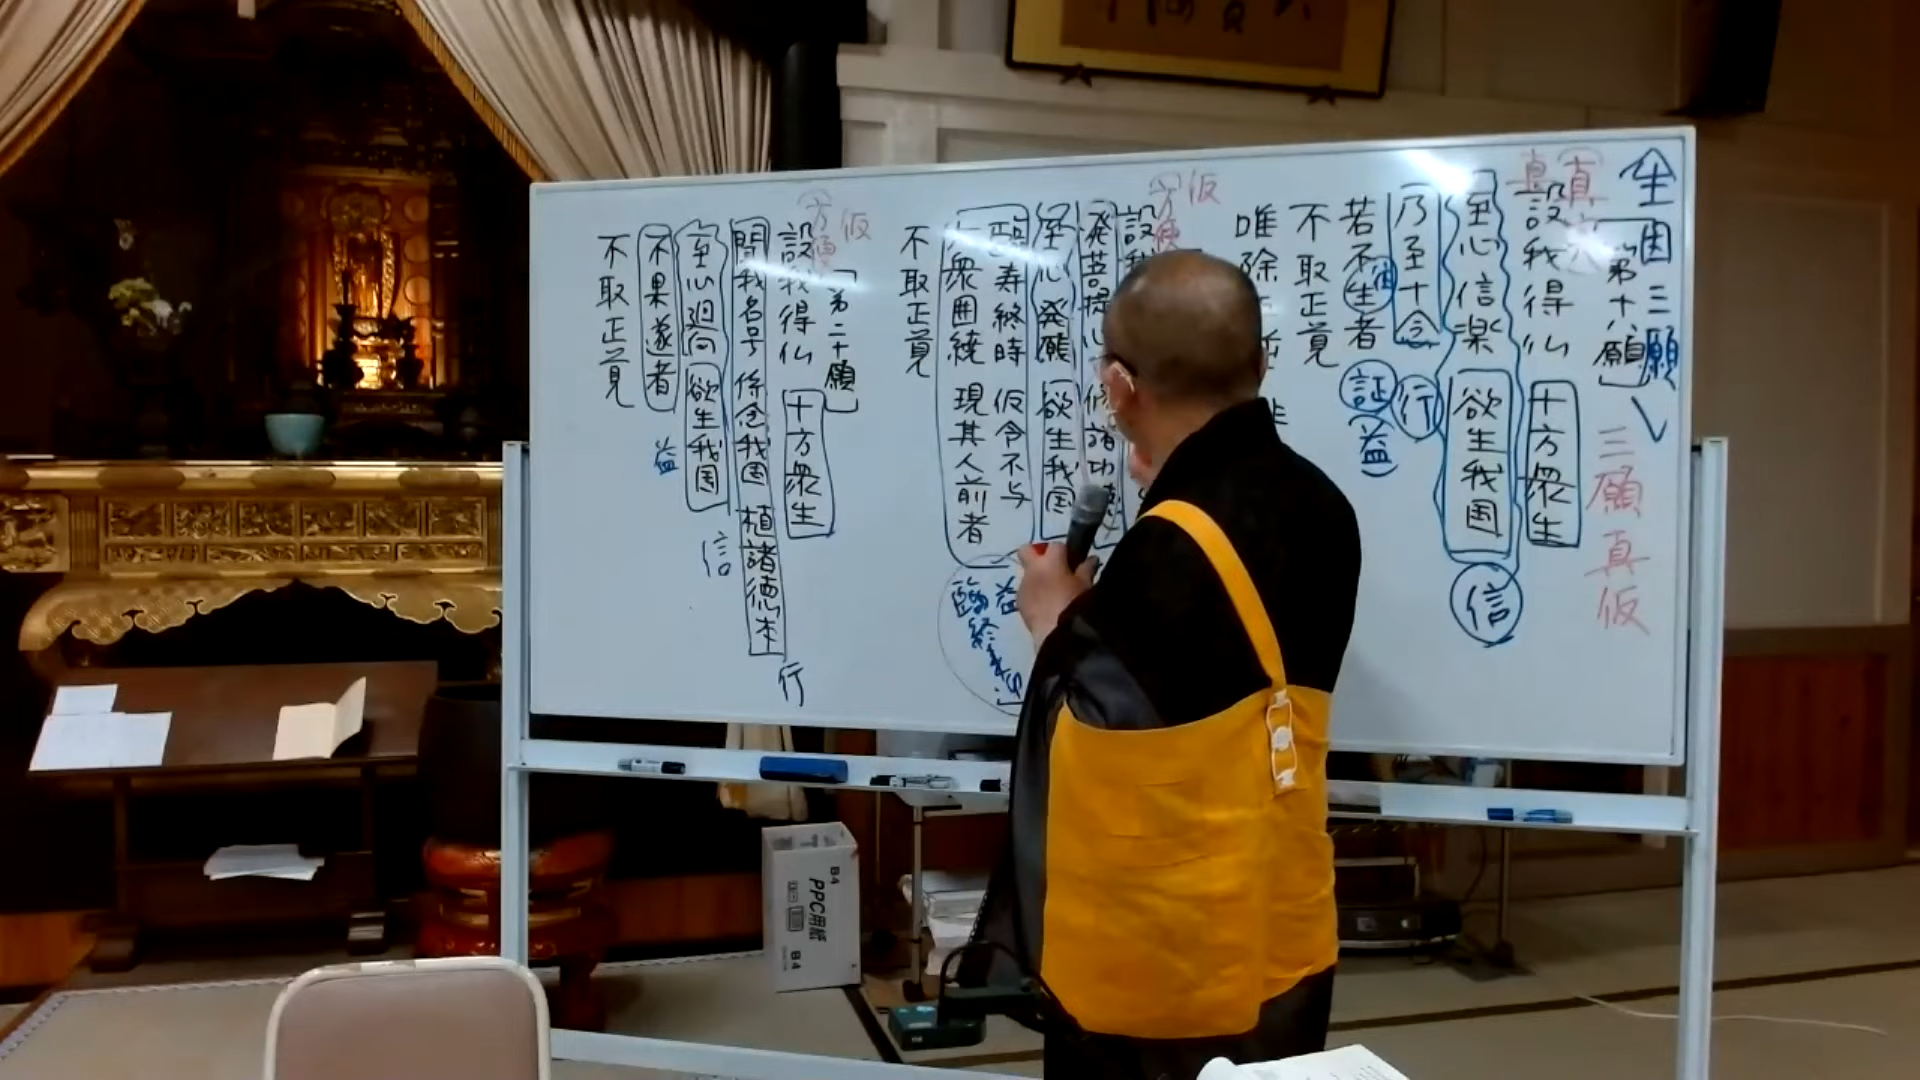 生因三願
三願真仮
「第十八願」
真
設我得仏 十方衆生
至心信楽 欲生我国 信
乃至十念 行
若不生者 証(益)
不取正覚
唯除
仮
方便
設我
発菩提心 修諸功徳
至心発願 欲生我国
臨寿終時 仮令不与
大衆囲繞 現其人前者
益
臨終来迎
不取正覚
仮
方便
「第二十願」
設我得仏 十方衆生
聞我名号 係念我国 植諸徳本 行
至心廻向 欲生我国 信
不果遂者 益
不取正覚
B4
PPC用紙
B4